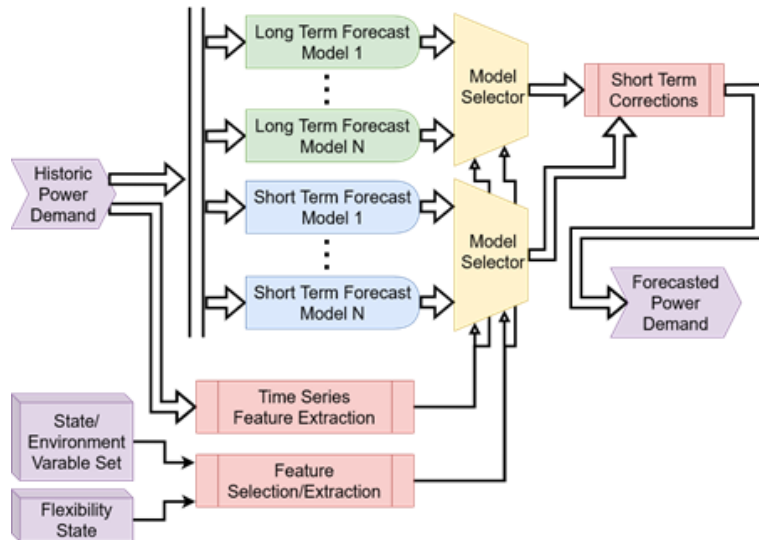 Long Term Forecast
Model 1
Long Term Forecast
Model N
Model
Selector
Short Term
Corrections
Historic
Power
Demand
Short Term Forecast
Model 1
Short Term Forecast
Model N
Model
Selector
Forecasted
Power
Demand
Time Series
Feature Extraction
State/
Environment
Varable Set
Feature
Selection/Extraction
Flexibility
State